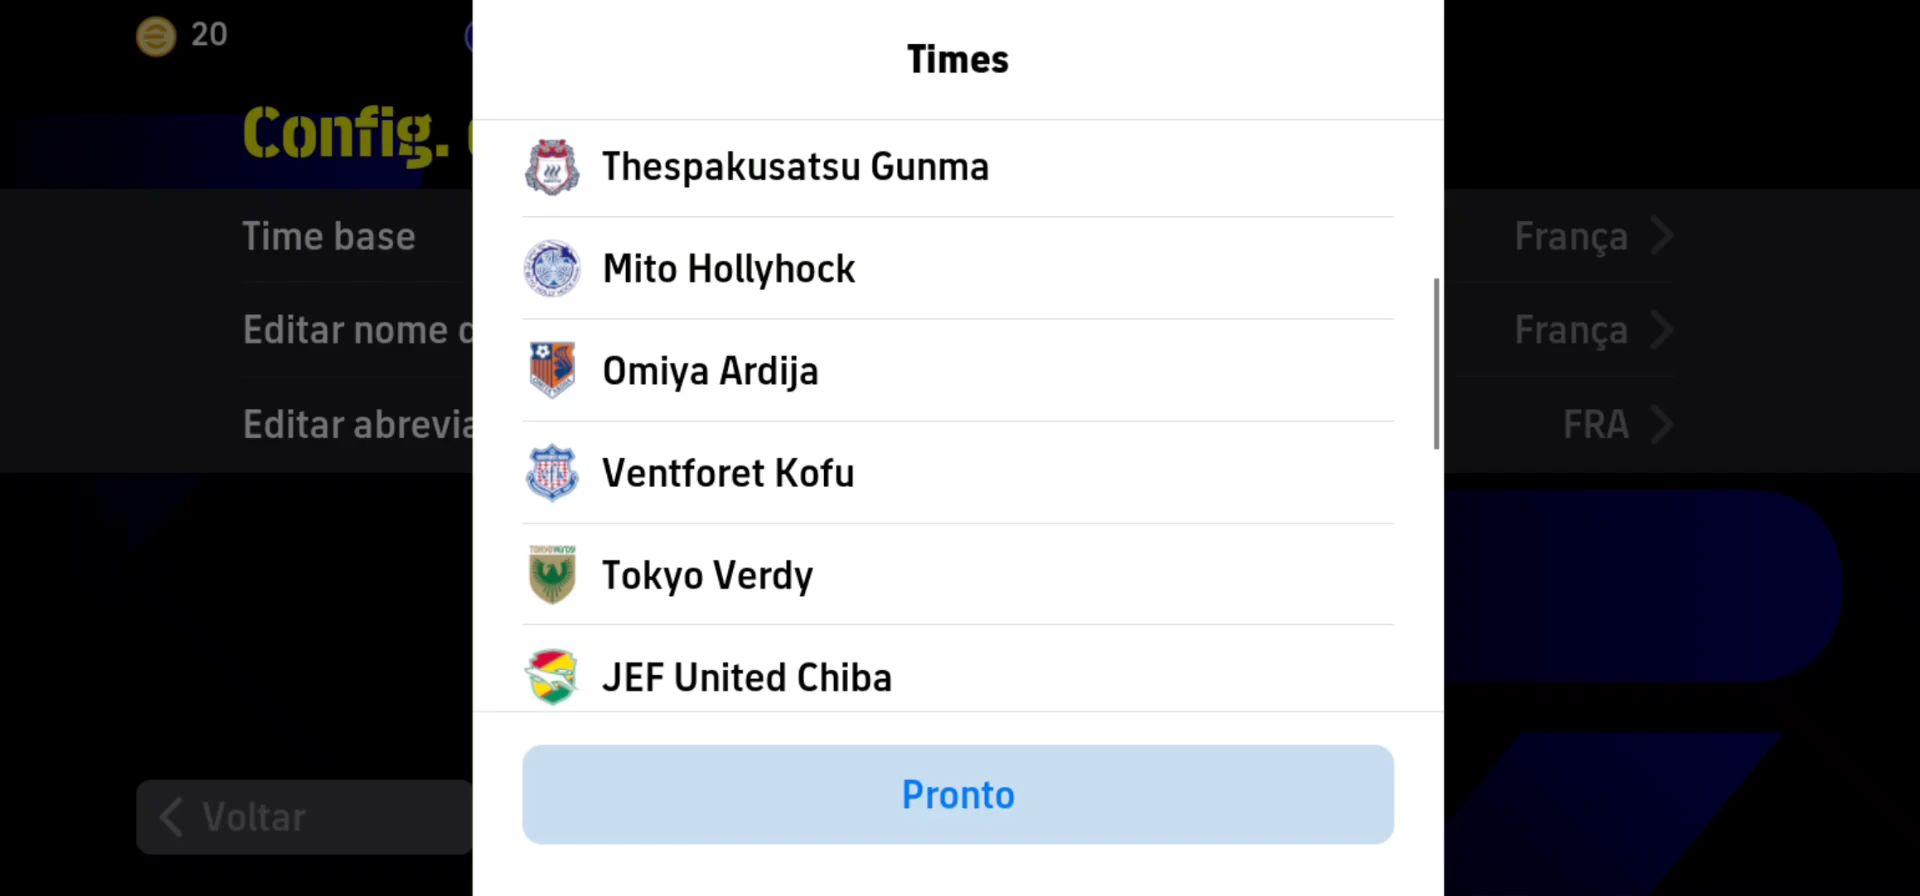 20
Times
Config.
Thespakusatsu Gunma
Time base
França
Mito Hollyhock
Editar nome
França
Omiya Ardija
Editar abrevia
FRA
Ventforet Kofu
Tokyo Verdy
JEF United Chiba
Pronto
Voltar